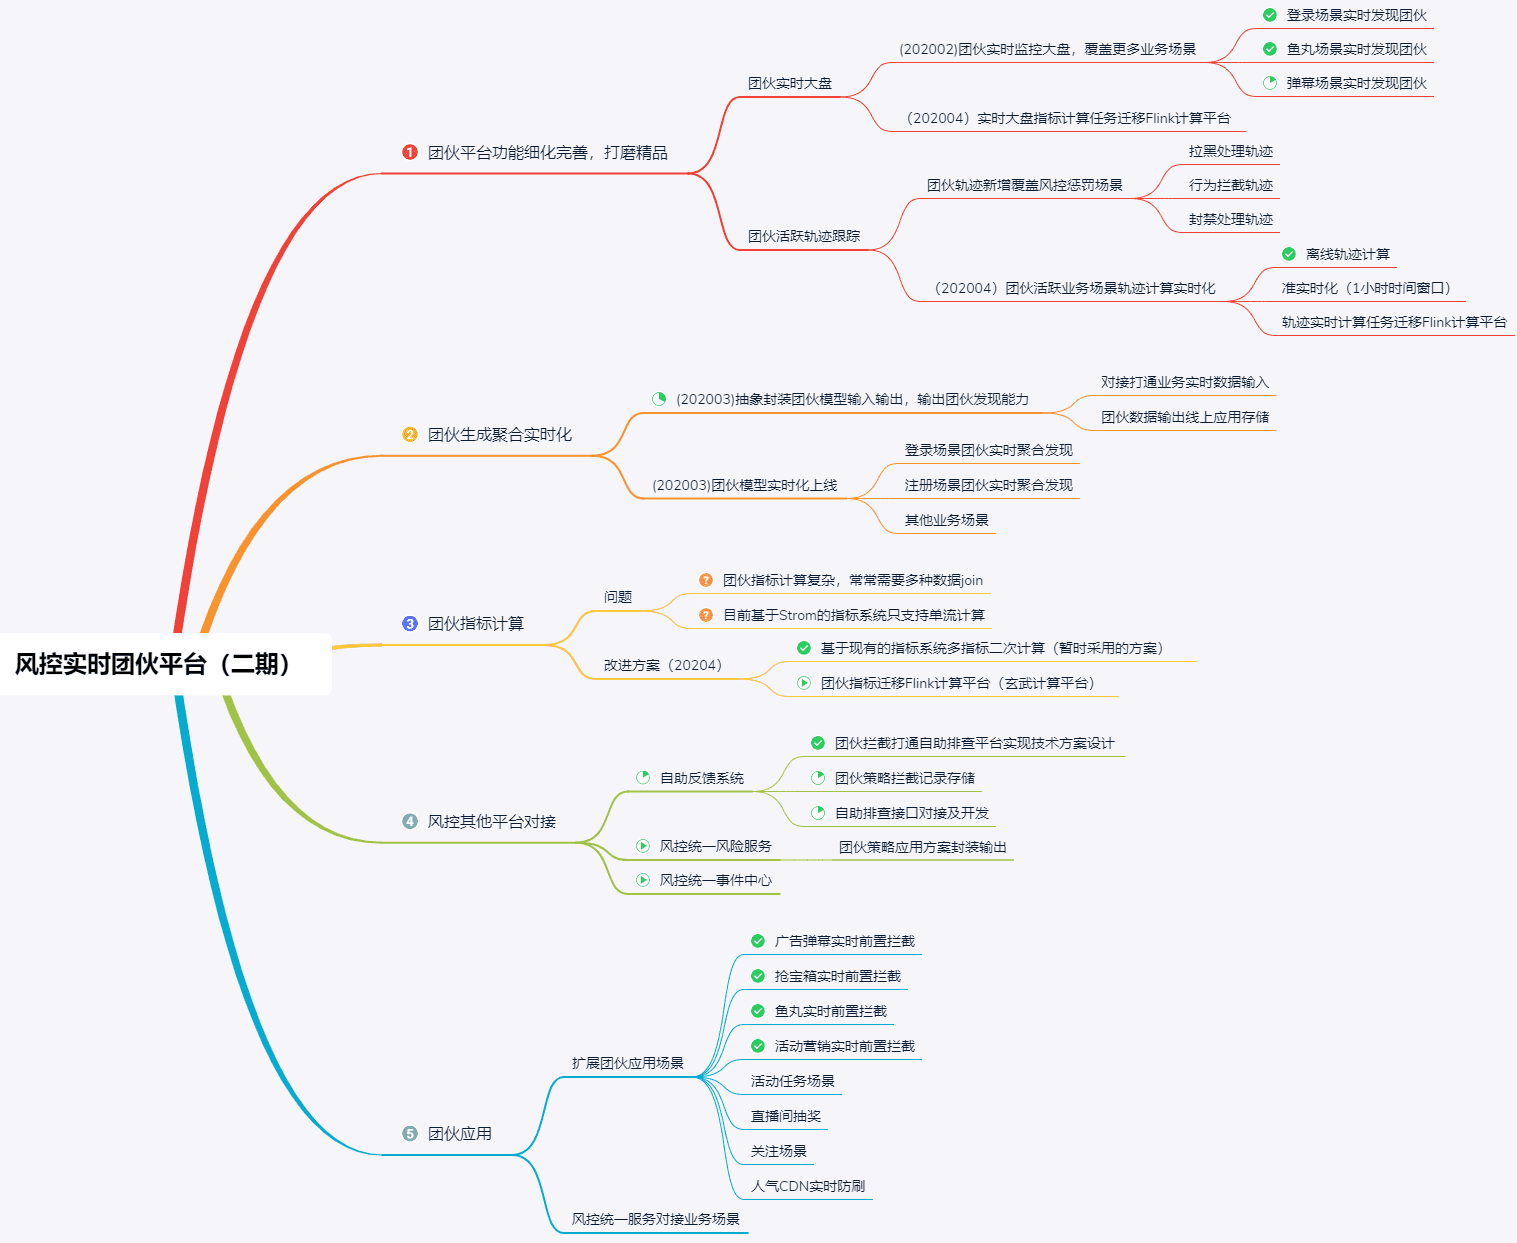 风控实时团伙平台（二期）
1 团伙平台功能细化完善，打磨精品
团伙实时大盘
(202002)团伙实时监控大盘，覆盖更多业务场景
登录场景实时发现团伙
鱼丸场景实时发现团伙
弹幕场景实时发现团伙
（202004）实时大盘指标计算任务迁移Flink计算平台
团伙活跃轨迹跟踪
团伙轨迹新增覆盖风控惩罚场景
拉黑处理轨迹
行为拦截轨迹
封禁处理轨迹
（202004）团伙活跃业务场景轨迹计算实时化
离线轨迹计算
准实时化（1小时时间窗口）
轨迹实时计算任务迁移Flink计算平台
2 团伙生成聚合实时化
(202003)抽象封装团伙模型输入输出，输出团伙发现能力
对接打通业务实时数据输入
团伙数据输出线上应用存储
(202003)团伙模型实时化上线
登录场景团伙实时聚合发现
注册场景团伙实时聚合发现
其他业务场景
3 团伙指标计算
问题
? 团伙指标计算复杂，常常需要多种数据join
? 目前基于Strom的指标系统只支持单流计算
改进方案（20204）
基于现有的指标系统多指标二次计算（暂时采用的方案）
团伙指标迁移Flink计算平台（玄武计算平台）
4 风控其他平台对接
自助反馈系统
团伙拦截打通自助排查平台实现技术方案设计
团伙策略拦截记录存储
自助排查接口对接及开发
风控统一风险服务
团伙策略应用方案封装输出
风控统一事件中心
5 团伙应用
扩展团伙应用场景
广告弹幕实时前置拦截
抢宝箱实时前置拦截
鱼丸实时前置拦截
活动营销实时前置拦截
活动任务场景
直播间抽奖
关注场景
人气CDN实时防刷
风控统一服务对接业务场景